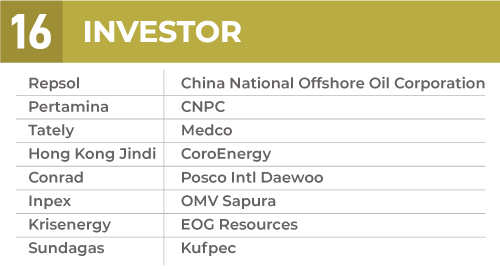 16 INVESTOR
Repsol China National Offshore Oil Corporation
Pertamina CNPC
Tately Medco
Hong Kong Jindi CoroEnergy
Conrad Posco Intl Daewoo
Inpex OMV Sapura
Krisenergy EOG Resources
Sundagas Kufpec